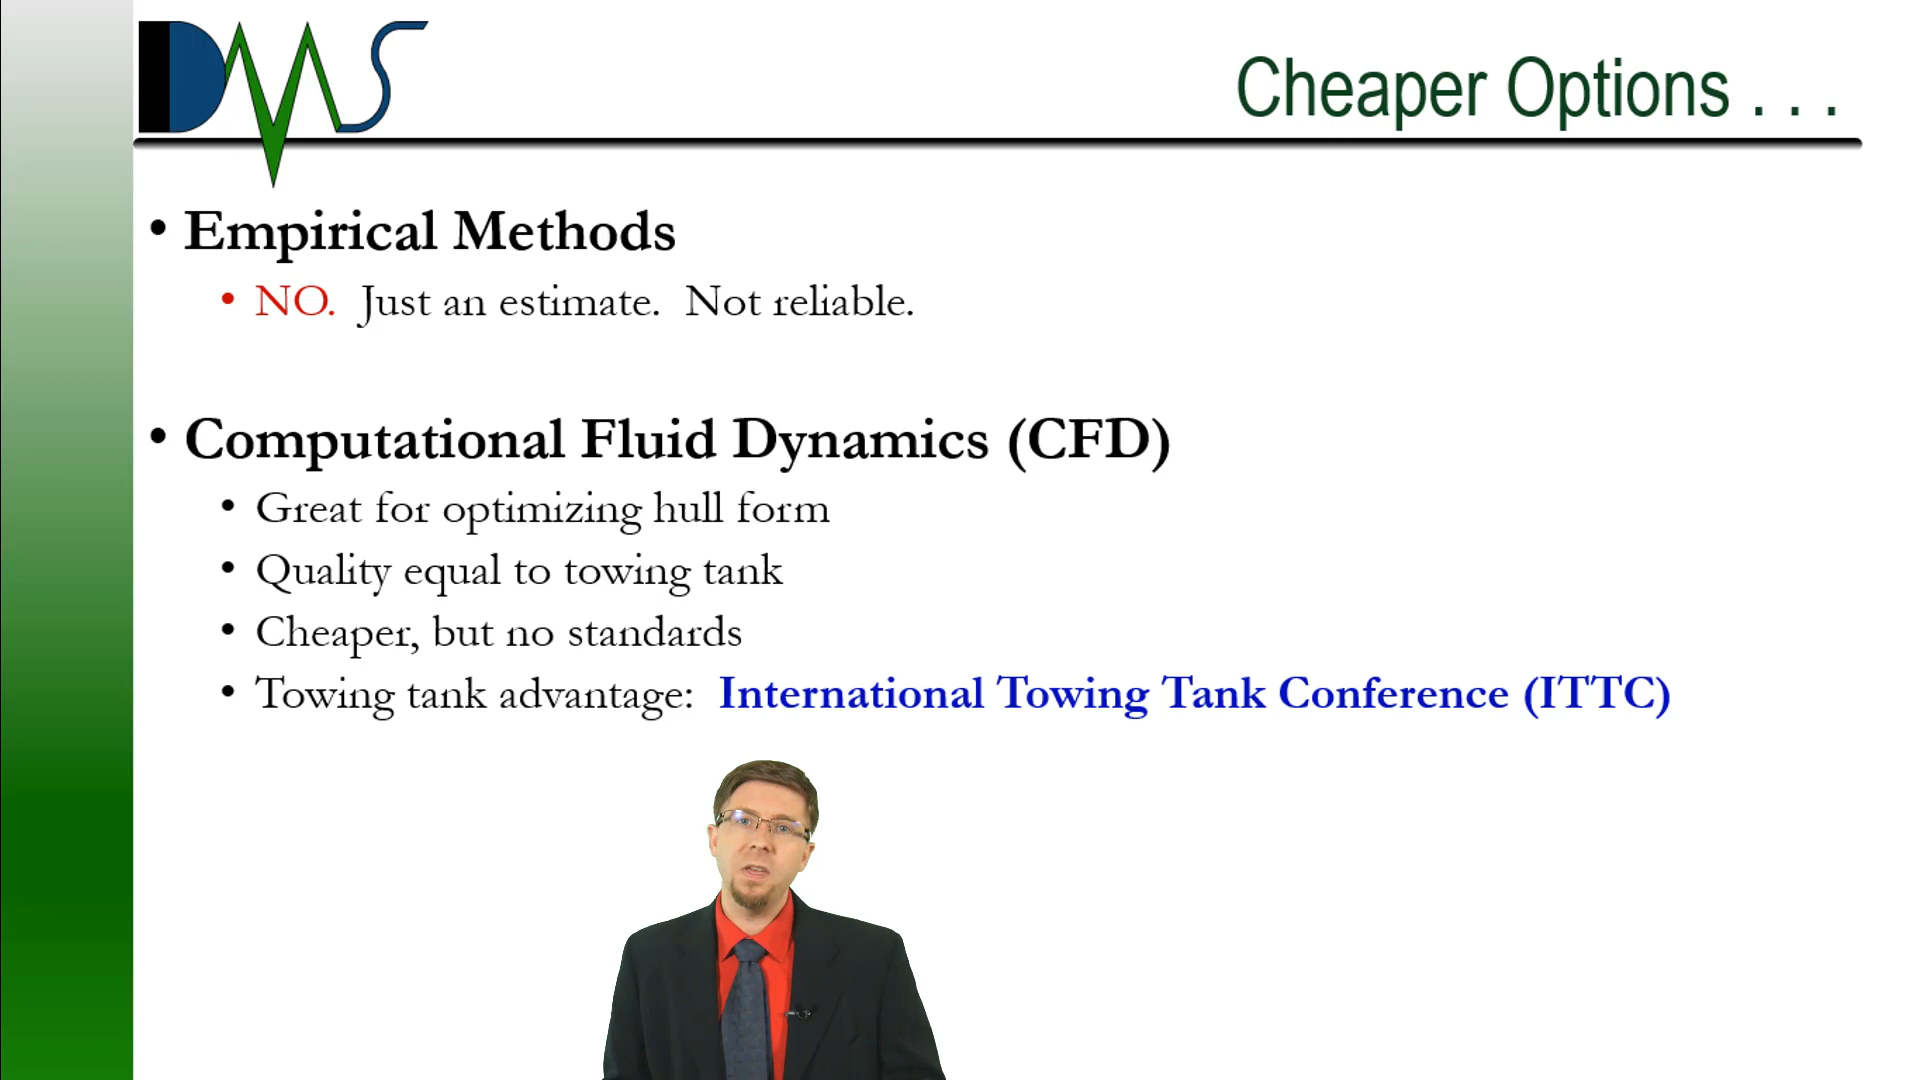 DMS
Cheaper Options . . .
• Empirical Methods
• NO. Just an estimate. Not reliable.
• Computational Fluid Dynamics (CFD)
• Great for optimizing hull form
• Quality equal to towing tank
• Cheaper, but no standards
• Towing tank advantage: International Towing Tank Conference (ITTC)